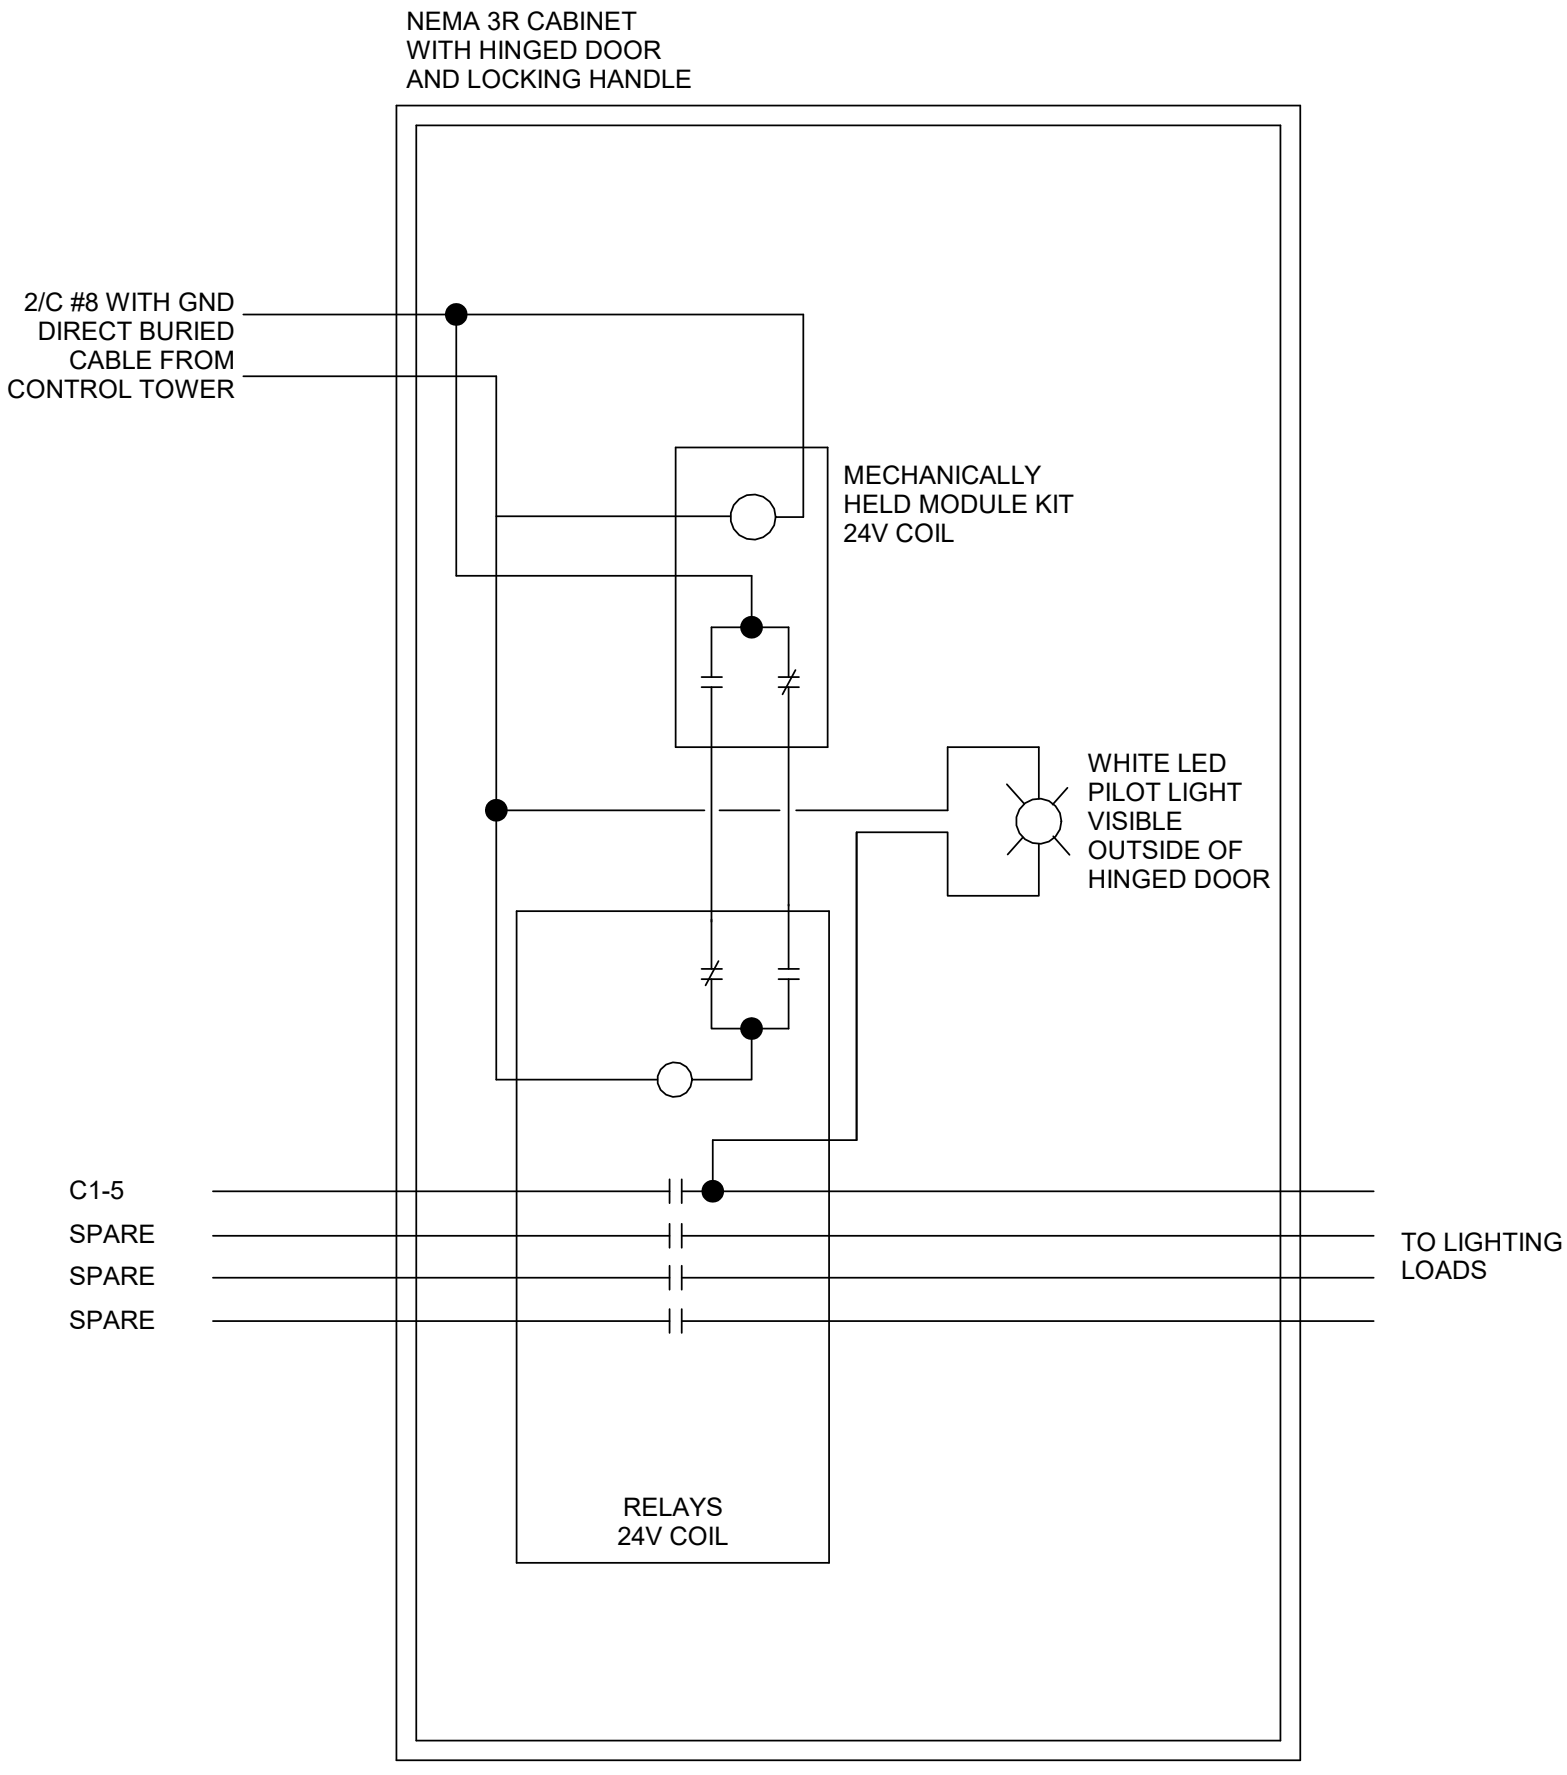 NEMA 3R CABINET
WITH HINGED DOOR
AND LOCKING HANDLE
2/C #8 WITH GND
DIRECT BURIED
CABLE FROM
CONTROL TOWER
MECHANICALLY
HELD MODULE KIT
24V COIL
WHITE LED
PILOT LIGHT
VISIBLE
OUTSIDE OF
HINGED DOOR
C1-5
SPARE
SPARE
SPARE
TO LIGHTING
LOADS
RELAYS
24V COIL